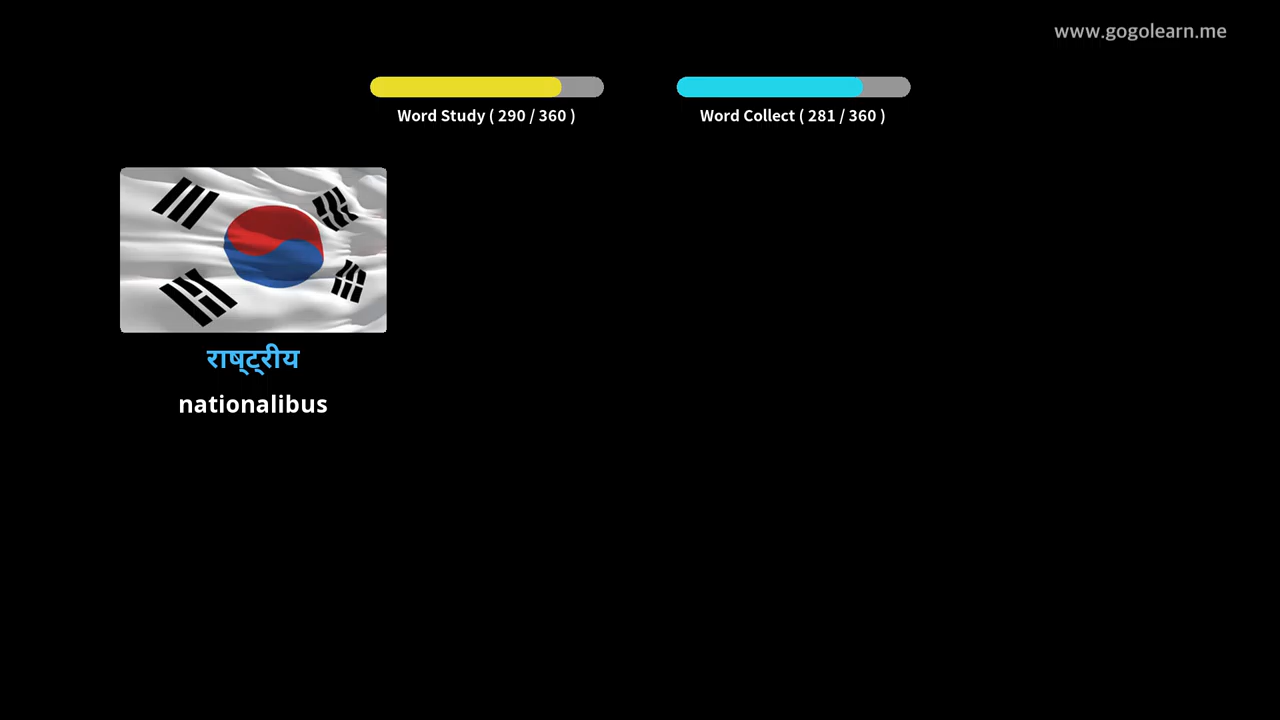 www.gogolearn.me
Word Study ( 290 / 360 )
Word Collect ( 281 / 360 )
राष्ट्रीय
nationalibus